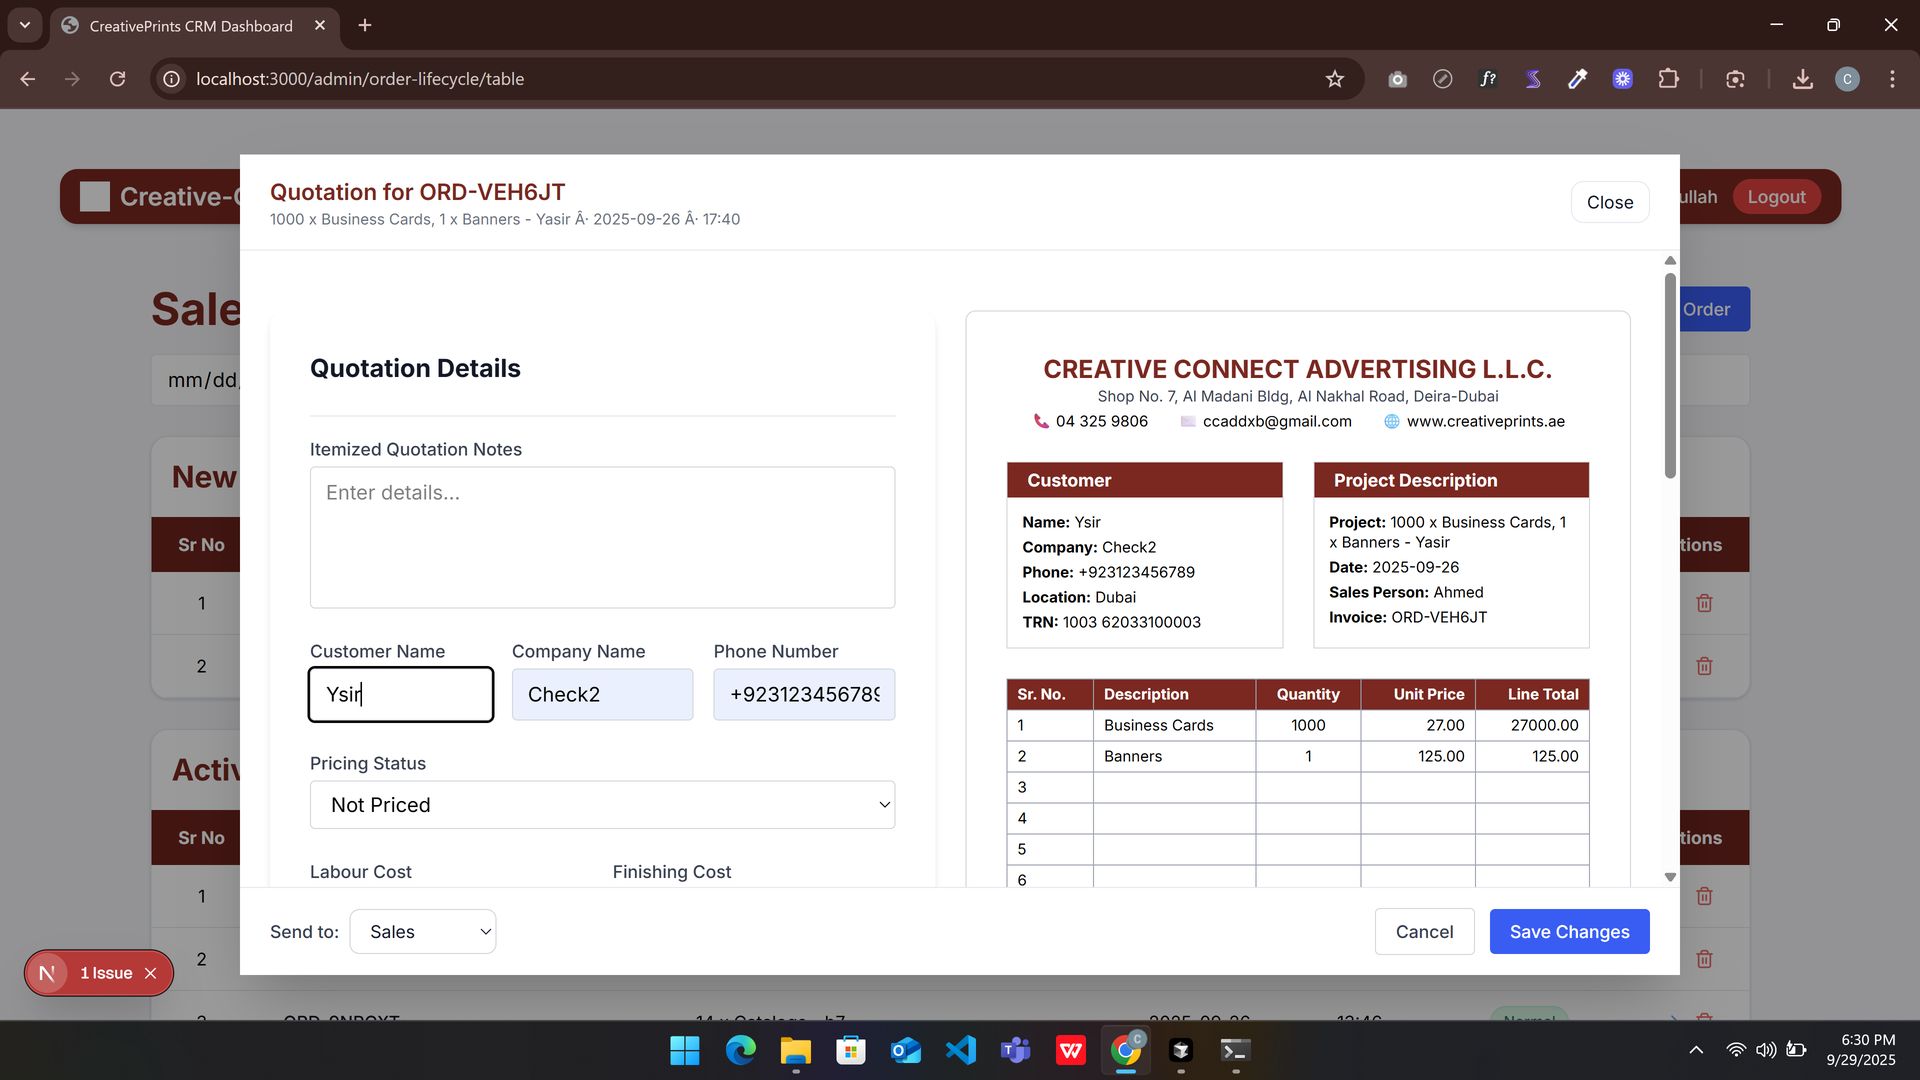 CreativePrints CRM Dashboard
localhost:3000/admin/order-lifecycle/table
C
Creative-C
ullah
Logout
Quotation for ORD-VEH6JT
1000 x Business Cards, 1 x Banners - Yasir Â· 2025-09-26 Â· 17:40
Close
Sale
Order
mm/dd/
New
Sr No
tions
1
2
Activ
Sr No
tions
1
2
Quotation Details
Itemized Quotation Notes
Enter details...
Customer Name
Company Name
Phone Number
Ysir
Check2
+923123456789
Pricing Status
Not Priced
Labour Cost
Finishing Cost
CREATIVE CONNECT ADVERTISING L.L.C.
Shop No. 7, Al Madani Bldg, Al Nakhal Road, Deira-Dubai
04 325 9806
ccaddxb@gmail.com
www.creativeprints.ae
Customer
Name: Ysir
Company: Check2
Phone: +923123456789
Location: Dubai
TRN: 1003 62033100003
Project Description
Project: 1000 x Business Cards, 1
x Banners - Yasir
Date: 2025-09-26
Sales Person: Ahmed
Invoice: ORD-VEH6JT
Sr. No. Description Quantity Unit Price Line Total
1 Business Cards 1000 27.00 27000.00
2 Banners 1 125.00 125.00
3
4
5
6
Send to:
Sales
Cancel
Save Changes
N 1 Issue
6:30 PM
9/29/2025